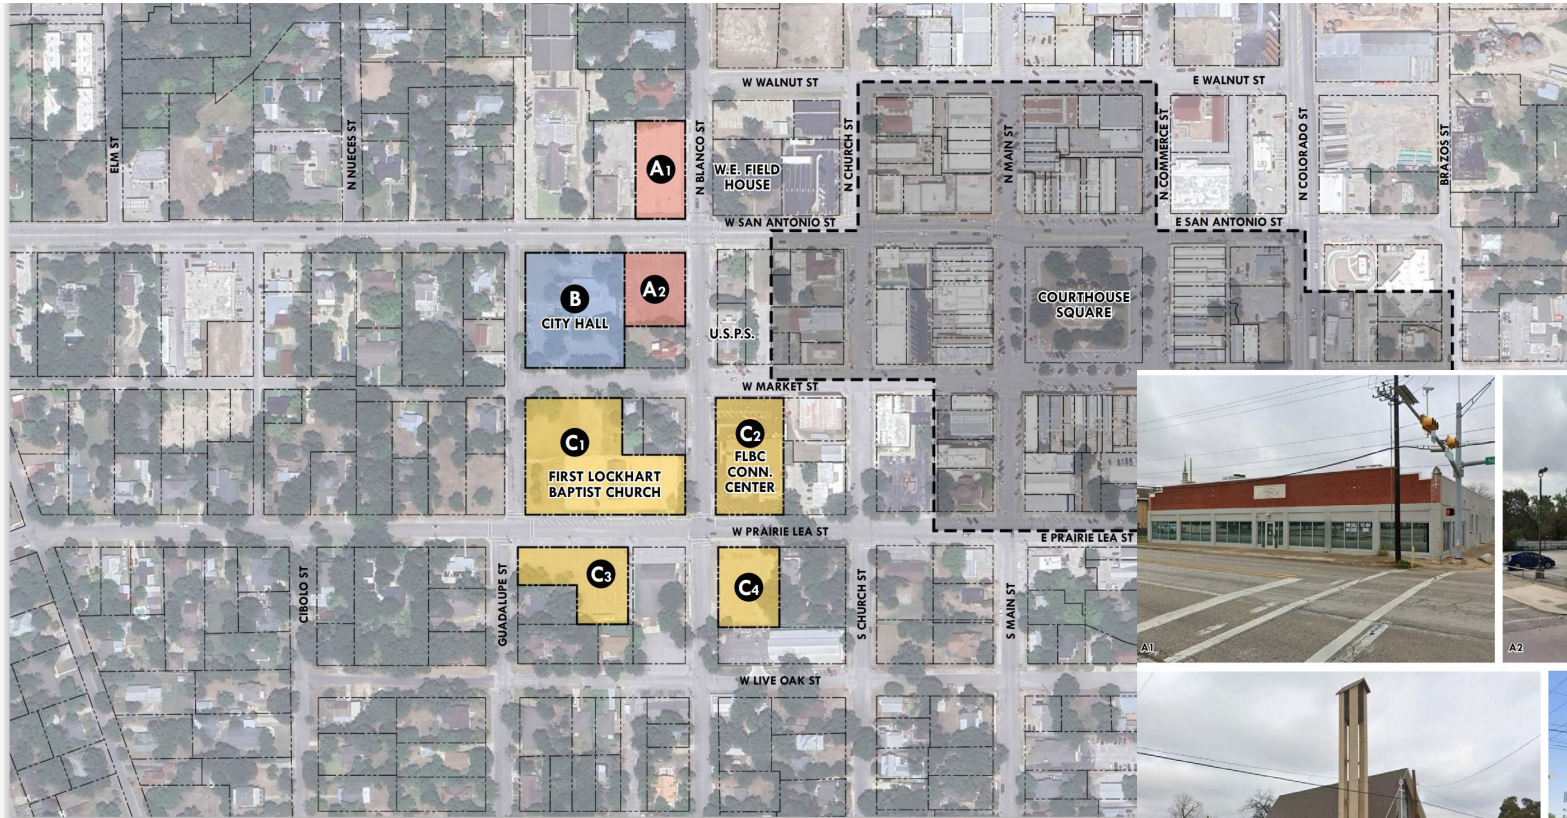 W WALNUT ST
E WALNUT ST
ELM ST
N NUECES ST
N BLANCO ST
N CHURCH ST
N MAIN ST
N COMMERCE ST
N COLORADO ST
BRAZOS ST
A1
W.E. FIELD
HOUSE
W SAN ANTONIO ST
E SAN ANTONIO ST
B
CITY HALL
A2
U.S.P.S.
COURTHOUSE
SQUARE
W MARKET ST
C1
FIRST LOCKHART
BAPTIST CHURCH
C2
FLBC
CONN.
CENTER
W PRAIRIE LEA ST
E PRAIRIE LEA ST
CIBOLO ST
GUADALUPE ST
C3
C4
S CHURCH ST
S MAIN ST
W LIVE OAK ST
A1
A2